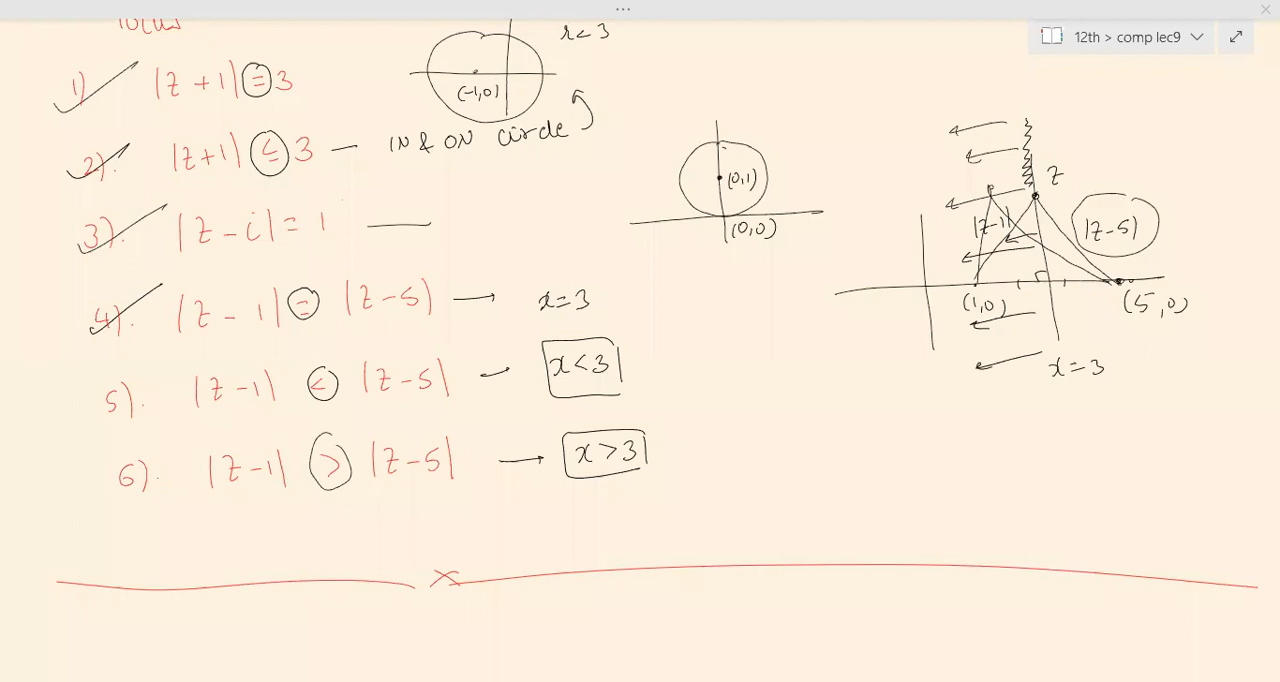 locus
1) |z+1| = 3
(-1,0)
r<3
2). |z+1| ≤ 3 — IN & ON circle
3). |z-i| = 1 —
(0,1)
(0,0)
4). |z-1| = |z-5| → x=3
5). |z-1| < |z-5| – x<3
6). |z-1| > |z-5| → x>3
12th > comp lec9
z
|z-1| |z-5|
(1,0) (5,0)
x=3